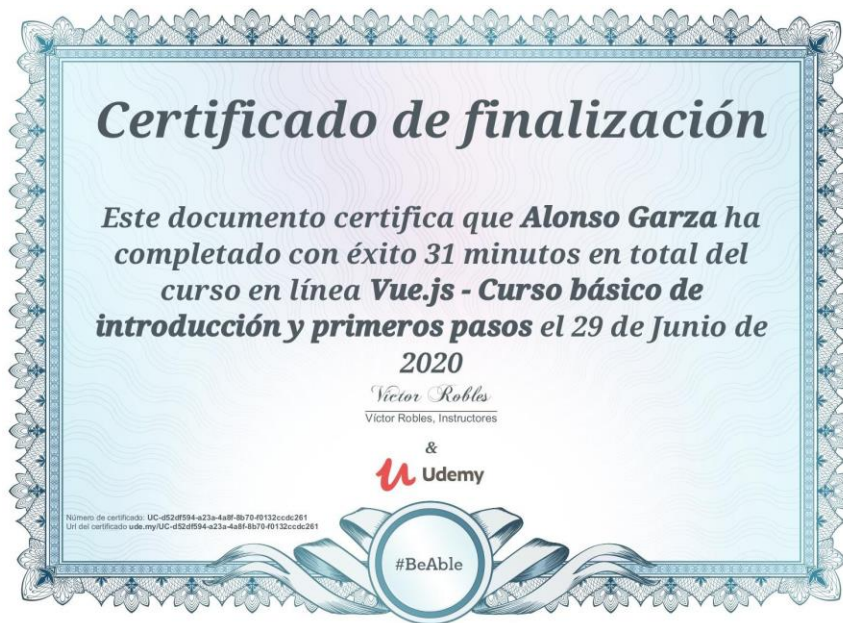 Certificado de finalización
Este documento certifica que Alonso Garza ha
completado con éxito 31 minutos en total del
curso en línea Vue.js - Curso básico de
introducción y primeros pasos el 29 de Junio de
2020
Victor Robles
Víctor Robles, Instructores
&
Udemy
Número de certificado: UC-d52df594-a23a-4a8f-8b70-f0132ccdc261
Url del certificado ude.my/UC-d52df594-a23a-4a8f-8b70-f0132ccdc261
#BeAble